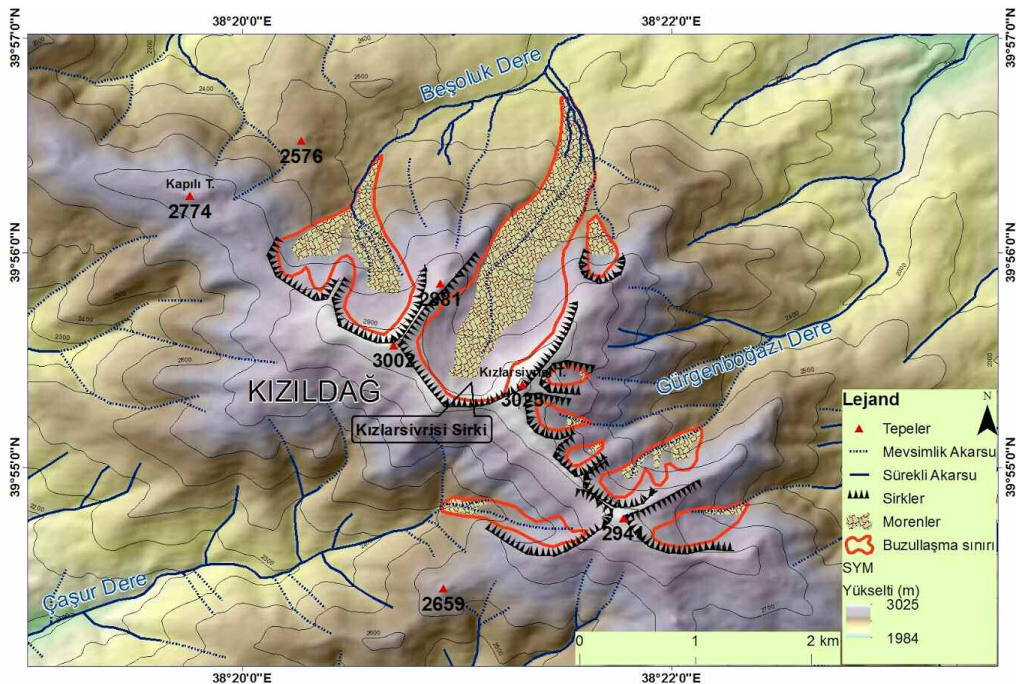 38°20'0"E
38°22'0"E
39°57'0"N
39°57'0"N
Beşoluk Dere
2576
Kapılı T.
2774
39°56'0"N
39°56'0"N
2981
2900
3002
Kızlarsivrisi T.
3025
Gürgenboğazı Dere
KIZILDAĞ
Kızlarsivrisi Sirki
39°55'0"N
39°55'0"N
2941
Çaşur Dere
2659
0
2 km
Lejand
N
Tepeler
Mevsimlik Akarsu
Sürekli Akarsu
Sirkler
Morenler
Buzullaşma sınırı
SYM
Yükselti (m)
3025
1984
38°20'0"E
38°22'0"E